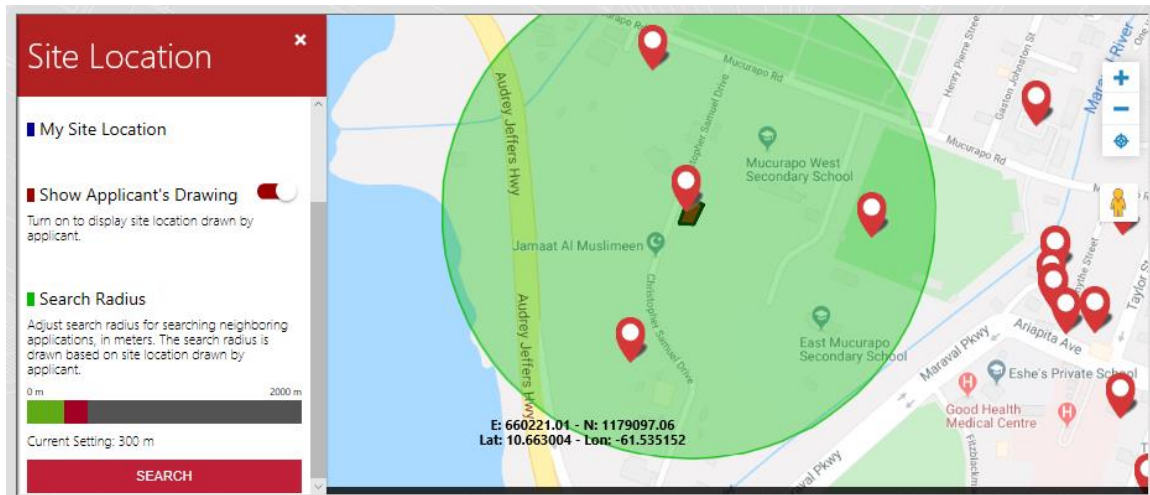 Site Location
×
My Site Location
Show Applicant's Drawing
Turn on to display site location drawn by
applicant.
Search Radius
Adjust search radius for searching neighboring
applications, in meters. The search radius is
drawn based on site location drawn by
applicant.
0 m
2000 m
Current Setting: 300 m
SEARCH
Mucurapo Rd
Audrey Jeffers Hwy
Christopher Samuel Drive
Mucurapo West
Secondary School
Jamaat Al Muslimeen
Christopher Samuel Drive
Audrey Jeffers Hwy
East Mucurapo
Secondary School
E: 660221.01 - N: 1179097.06
Lat: 10.663004 - Lon: -61.535152
Henry Pierre Street
Gaston Johnston St
River
Mucurapo Rd
+
−
Taylor St
Ariapita Ave
Maraval Pkwy
Eshe's Private School
H
Good Health
Medical Centre
H
Maraval Pkwy